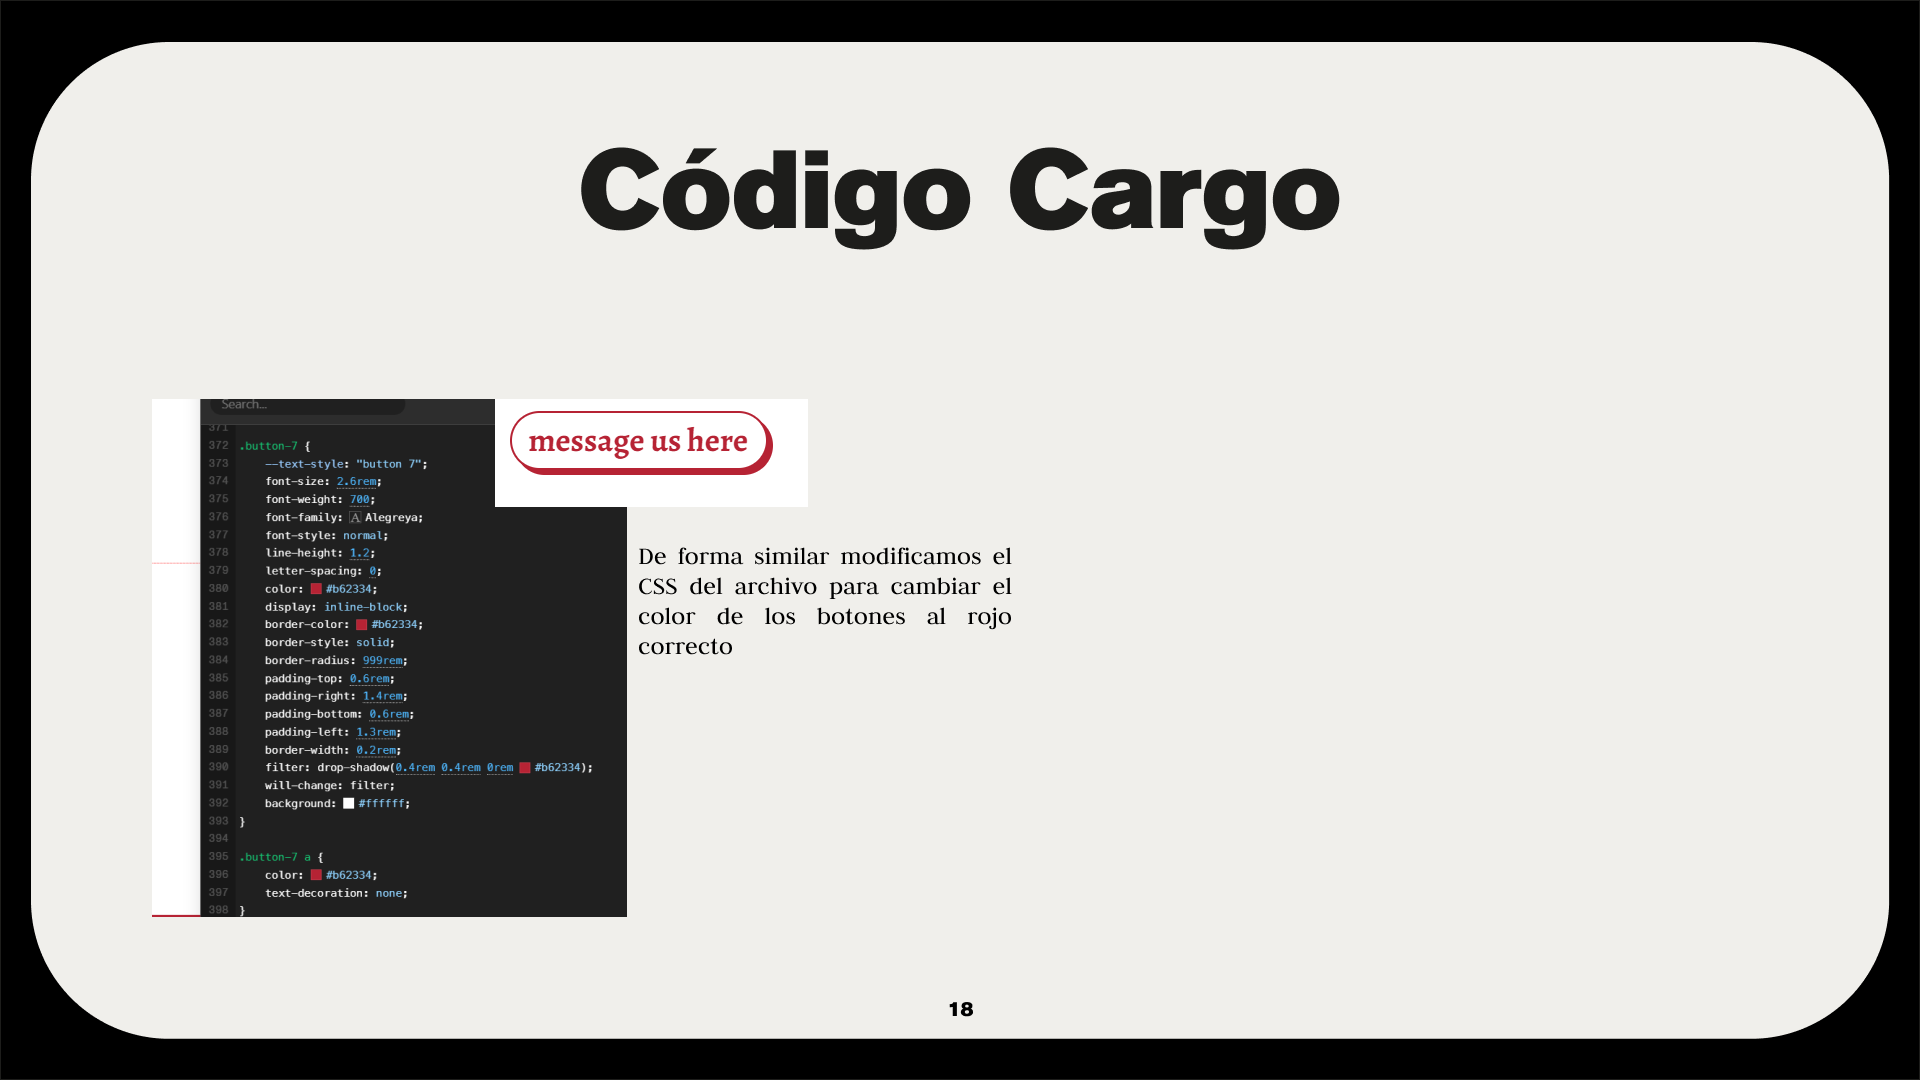 Código Cargo
Search...
371
372 .button-7 {
373 --text-style: "button 7";
374 font-size: 2.6rem;
375 font-weight: 700;
376 font-family: A Alegreya;
377 font-style: normal;
378 line-height: 1.2;
379 letter-spacing: 0;
380 color: #b62334;
381 display: inline-block;
382 border-color: #b62334;
383 border-style: solid;
384 border-radius: 999rem;
385 padding-top: 0.6rem;
386 padding-right: 1.4rem;
387 padding-bottom: 0.6rem;
388 padding-left: 1.3rem;
389 border-width: 0.2rem;
390 filter: drop-shadow(0.4rem 0.4rem 0rem #b62334);
391 will-change: filter;
392 background: #ffffff;
393 }
394
395 .button-7 a {
396 color: #b62334;
397 text-decoration: none;
398 }
message us here
De forma similar modificamos el
CSS del archivo para cambiar el
color de los botones al rojo
correcto
18